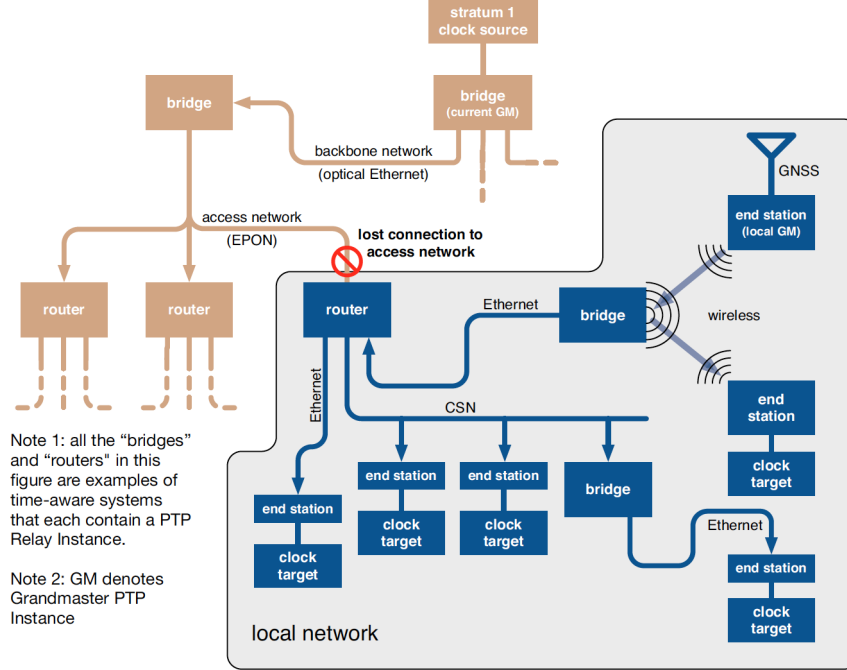 stratum 1
clock source
bridge
bridge
(current GM)
backbone network
(optical Ethernet)
GNSS
access network
(EPON)
lost connection to
access network
end station
(local GM)
router
router
router
Ethernet
bridge
wireless
Ethernet
CSN
end
station
clock
target
Note 1: all the “bridges”
and “routers" in this
figure are examples of
time-aware systems
that each contain a PTP
Relay Instance.
Note 2: GM denotes
Grandmaster PTP
Instance
end station
clock
target
end station
clock
target
end station
clock
target
bridge
Ethernet
end station
clock
target
local network